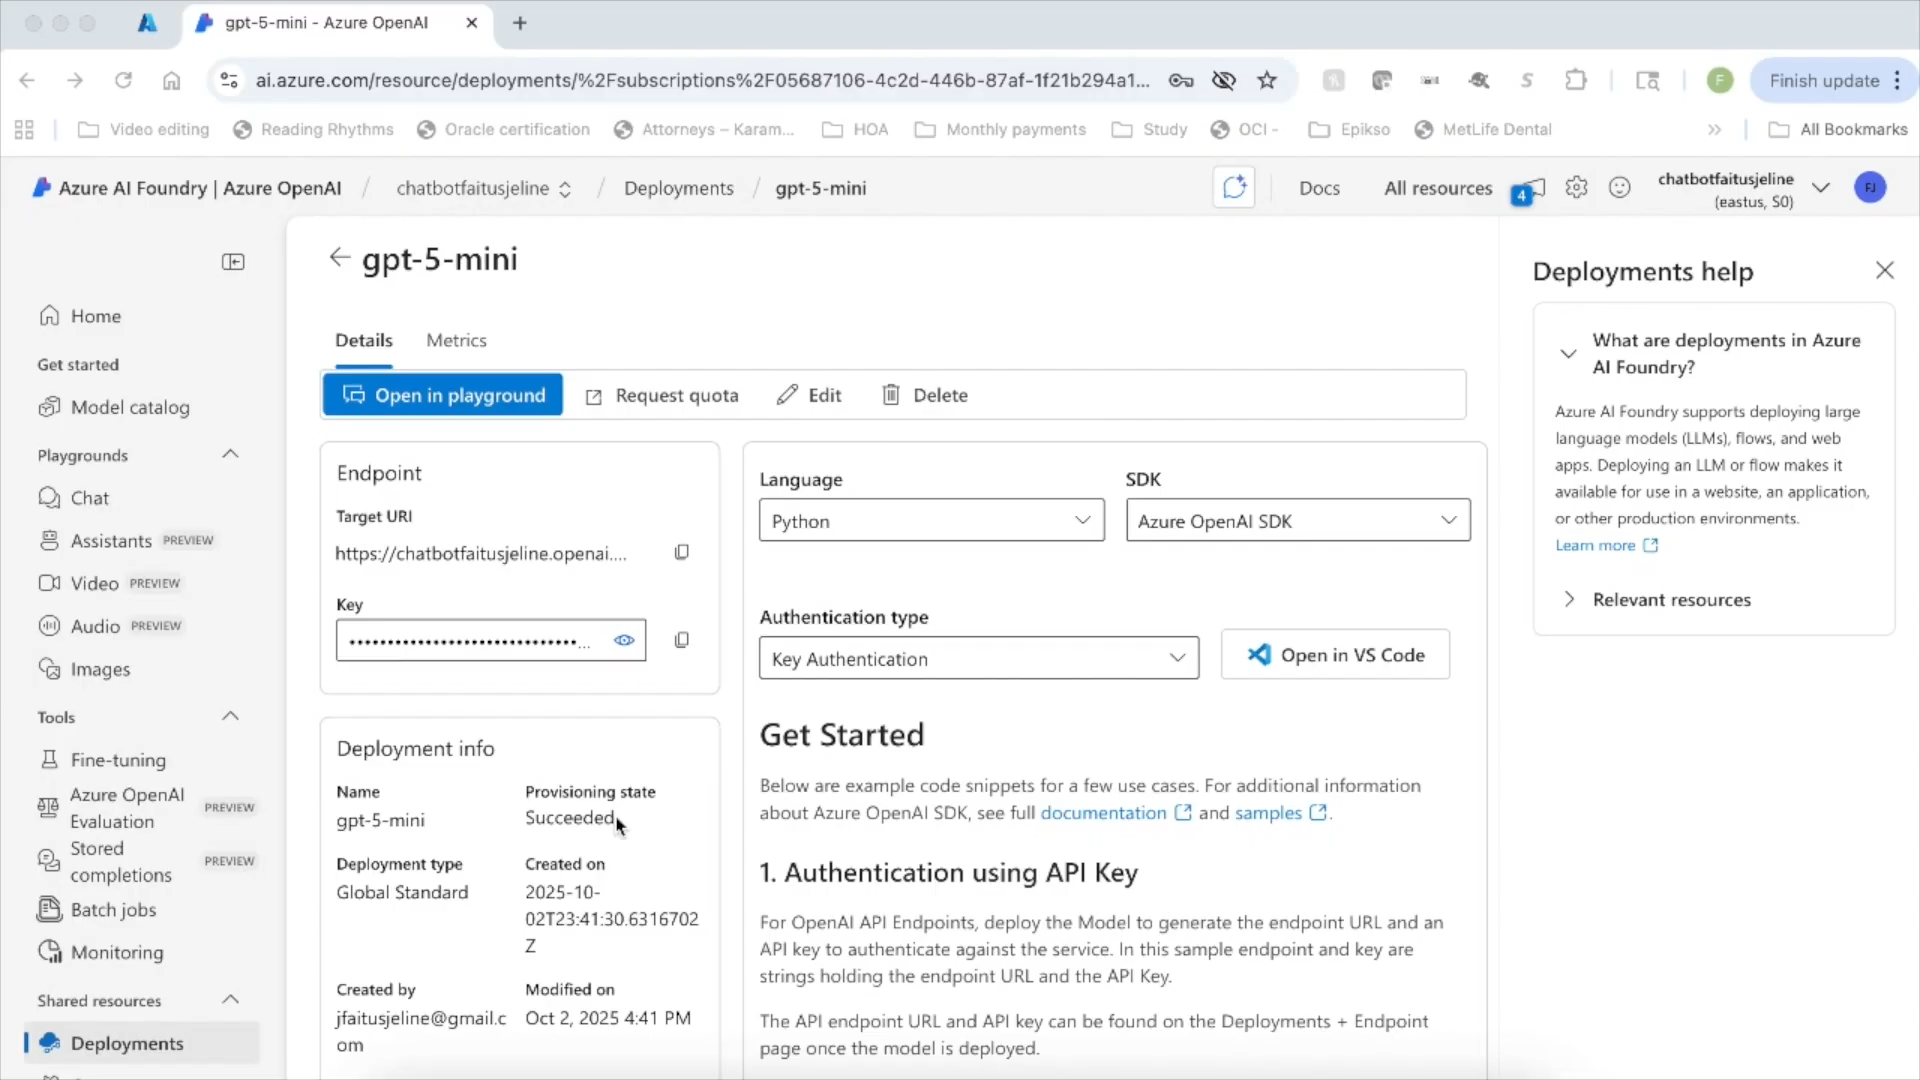 gpt-5-mini - Azure OpenAI
ai.azure.com/resource/deployments/%2Fsubscriptions%2F05687106-4c2d-446b-87af-1f21b294a1...
F
Finish update
Video editing
Reading Rhythms
Oracle certification
Attorneys – Karam...
HOA
Monthly payments
Study
OCI -
Epikso
MetLife Dental
All Bookmarks
Azure AI Foundry | Azure OpenAI
/
chatbotfaitusjeline
/
Deployments
/
gpt-5-mini
Docs
All resources
4
chatbotfaitusjeline
(eastus, S0)
FJ
Home
Get started
Model catalog
Playgrounds
Chat
Assistants PREVIEW
Video PREVIEW
Audio PREVIEW
Images
Tools
Fine-tuning
Azure OpenAI
Evaluation
PREVIEW
Stored
completions
PREVIEW
Batch jobs
Monitoring
Shared resources
Deployments
gpt-5-mini
Details
Metrics
Open in playground
Request quota
Edit
Delete
Endpoint
Target URI
https://chatbotfaitusjeline.openai....
Key
••••••••••••••••••••••••••••••...
Deployment info
Name
gpt-5-mini
Provisioning state
Succeeded
Deployment type
Global Standard
Created on
2025-10-
02T23:41:30.6316702
Z
Created by
jfaitusjeline@gmail.c
om
Modified on
Oct 2, 2025 4:41 PM
Language
Python
SDK
Azure OpenAI SDK
Authentication type
Key Authentication
Open in VS Code
Get Started
Below are example code snippets for a few use cases. For additional information
about Azure OpenAI SDK, see full documentation and samples .
1. Authentication using API Key
For OpenAI API Endpoints, deploy the Model to generate the endpoint URL and an
API key to authenticate against the service. In this sample endpoint and key are
strings holding the endpoint URL and the API Key.
The API endpoint URL and API key can be found on the Deployments + Endpoint
page once the model is deployed.
Deployments help
What are deployments in Azure
AI Foundry?
Azure AI Foundry supports deploying large
language models (LLMs), flows, and web
apps. Deploying an LLM or flow makes it
available for use in a website, an application,
or other production environments.
Learn more
Relevant resources